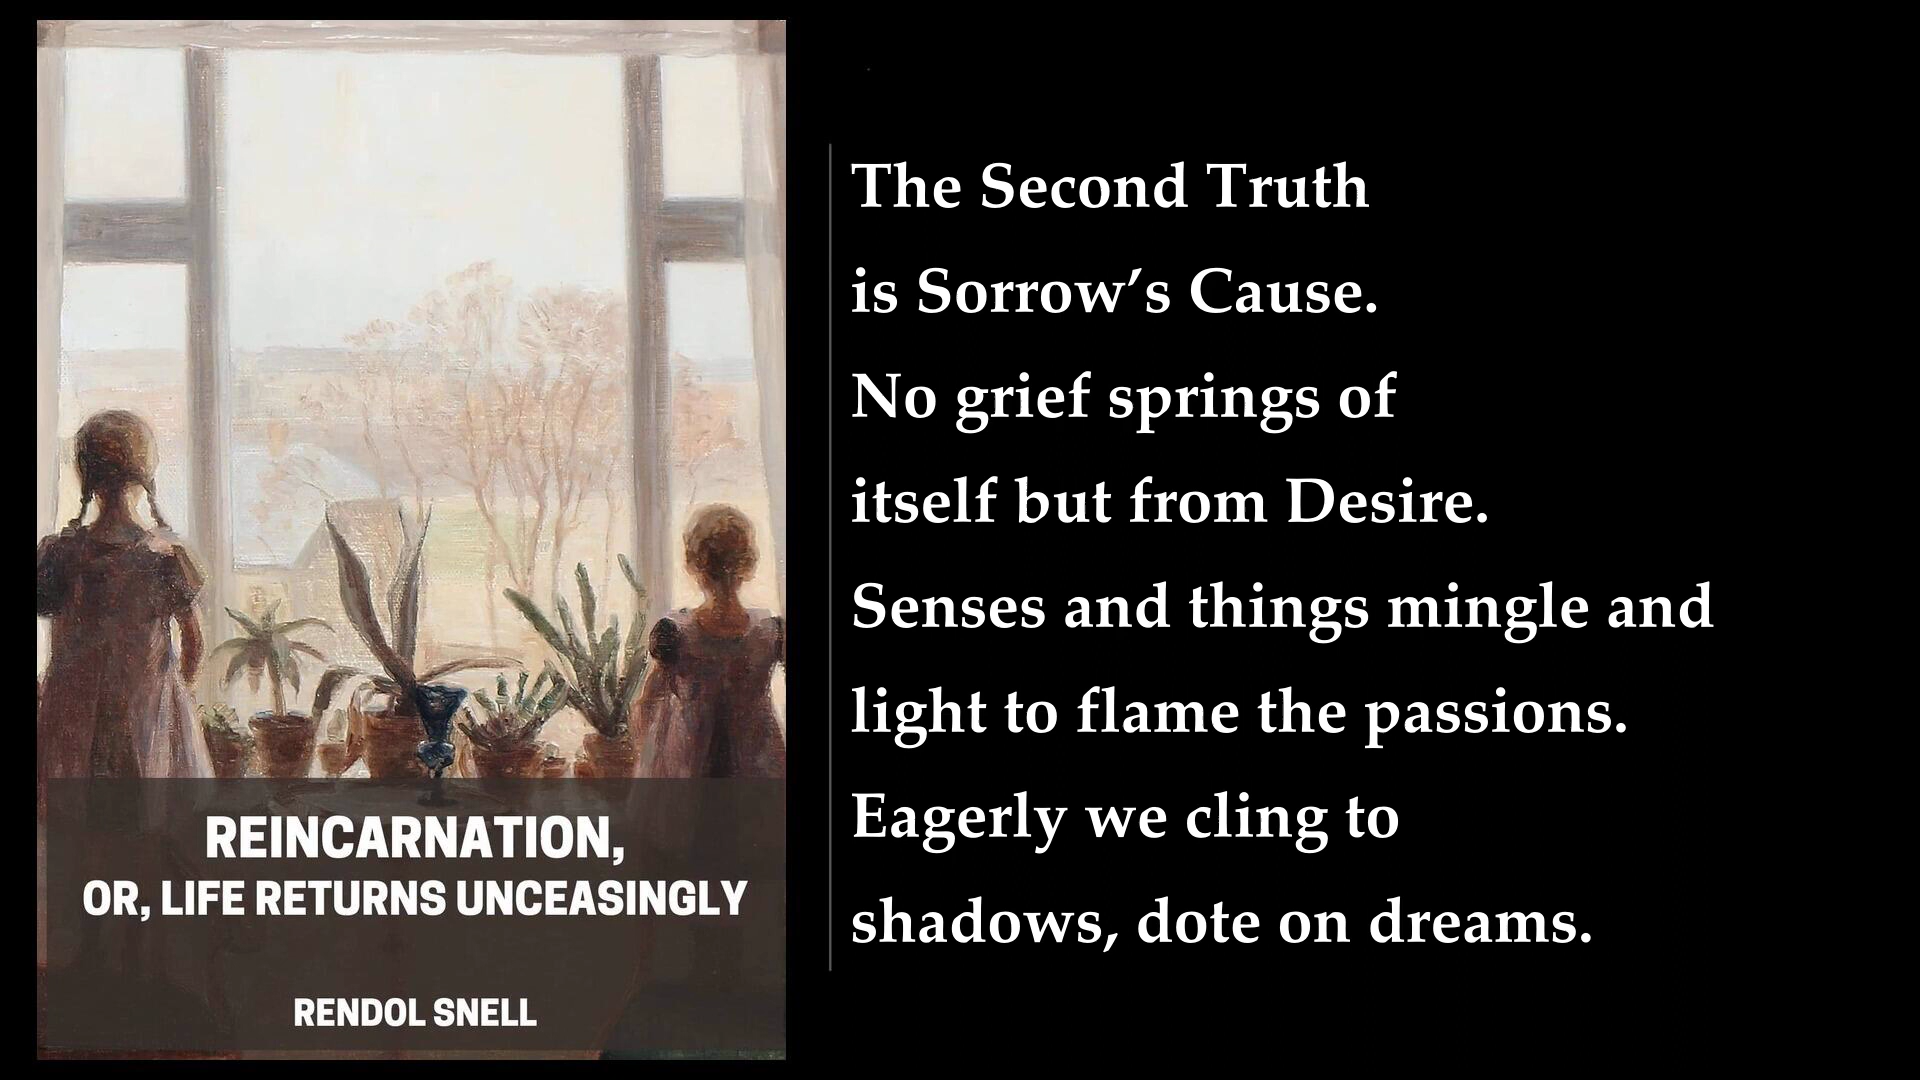 REINCARNATION,
OR, LIFE RETURNS UNCEASINGLY
RENDOL SNELL
The Second Truth
is Sorrow’s Cause.
No grief springs of
itself but from Desire.
Senses and things mingle and
light to flame the passions.
Eagerly we cling to
shadows, dote on dreams.